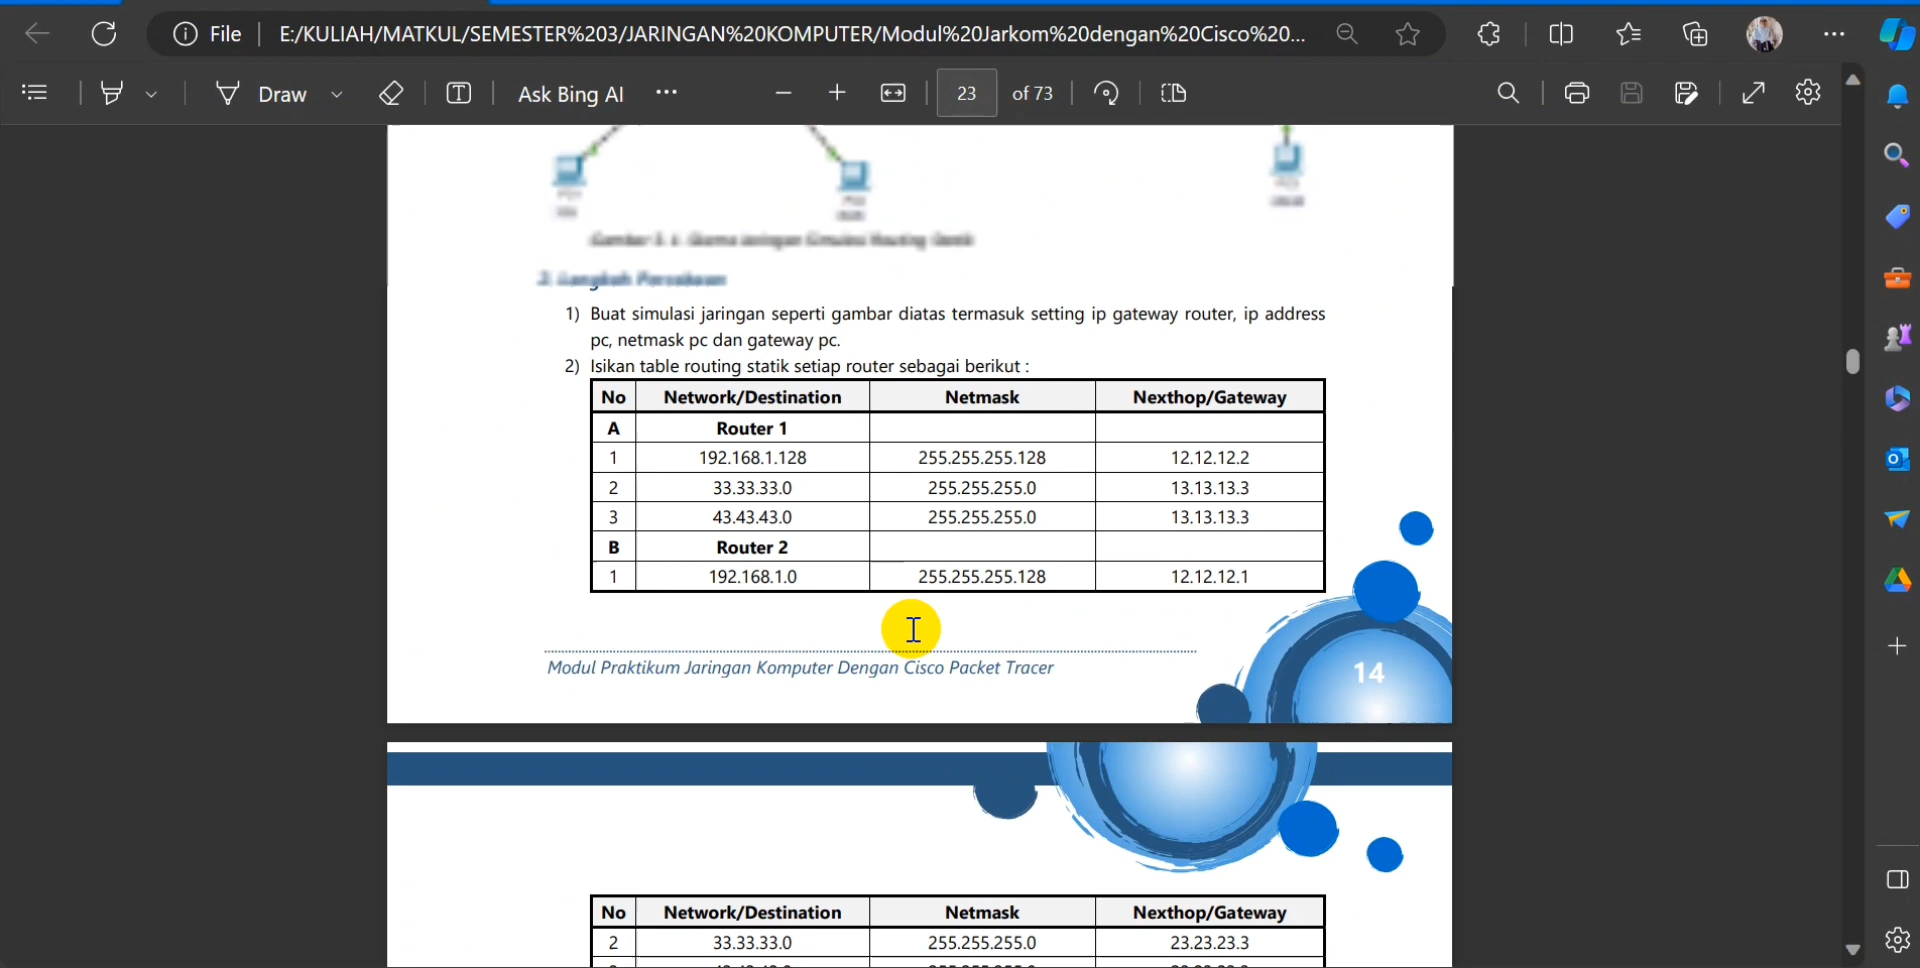 File
E:/KULIAH/MATKUL/SEMESTER%203/JARINGAN%20KOMPUTER/Modul%20Jarkom%20dengan%20Cisco%20...
Draw
Ask Bing AI
23 of 73
1) Buat simulasi jaringan seperti gambar diatas termasuk setting ip gateway router, ip address
pc, netmask pc dan gateway pc.
2) Isikan table routing statik setiap router sebagai berikut :
No Network/Destination Netmask Nexthop/Gateway
A Router 1
1 192.168.1.128 255.255.255.128 12.12.12.2
2 33.33.33.0 255.255.255.0 13.13.13.3
3 43.43.43.0 255.255.255.0 13.13.13.3
B Router 2
1 192.168.1.0 255.255.255.128 12.12.12.1
Modul Praktikum Jaringan Komputer Dengan Cisco Packet Tracer
14
No Network/Destination Netmask Nexthop/Gateway
2 33.33.33.0 255.255.255.0 23.23.23.3